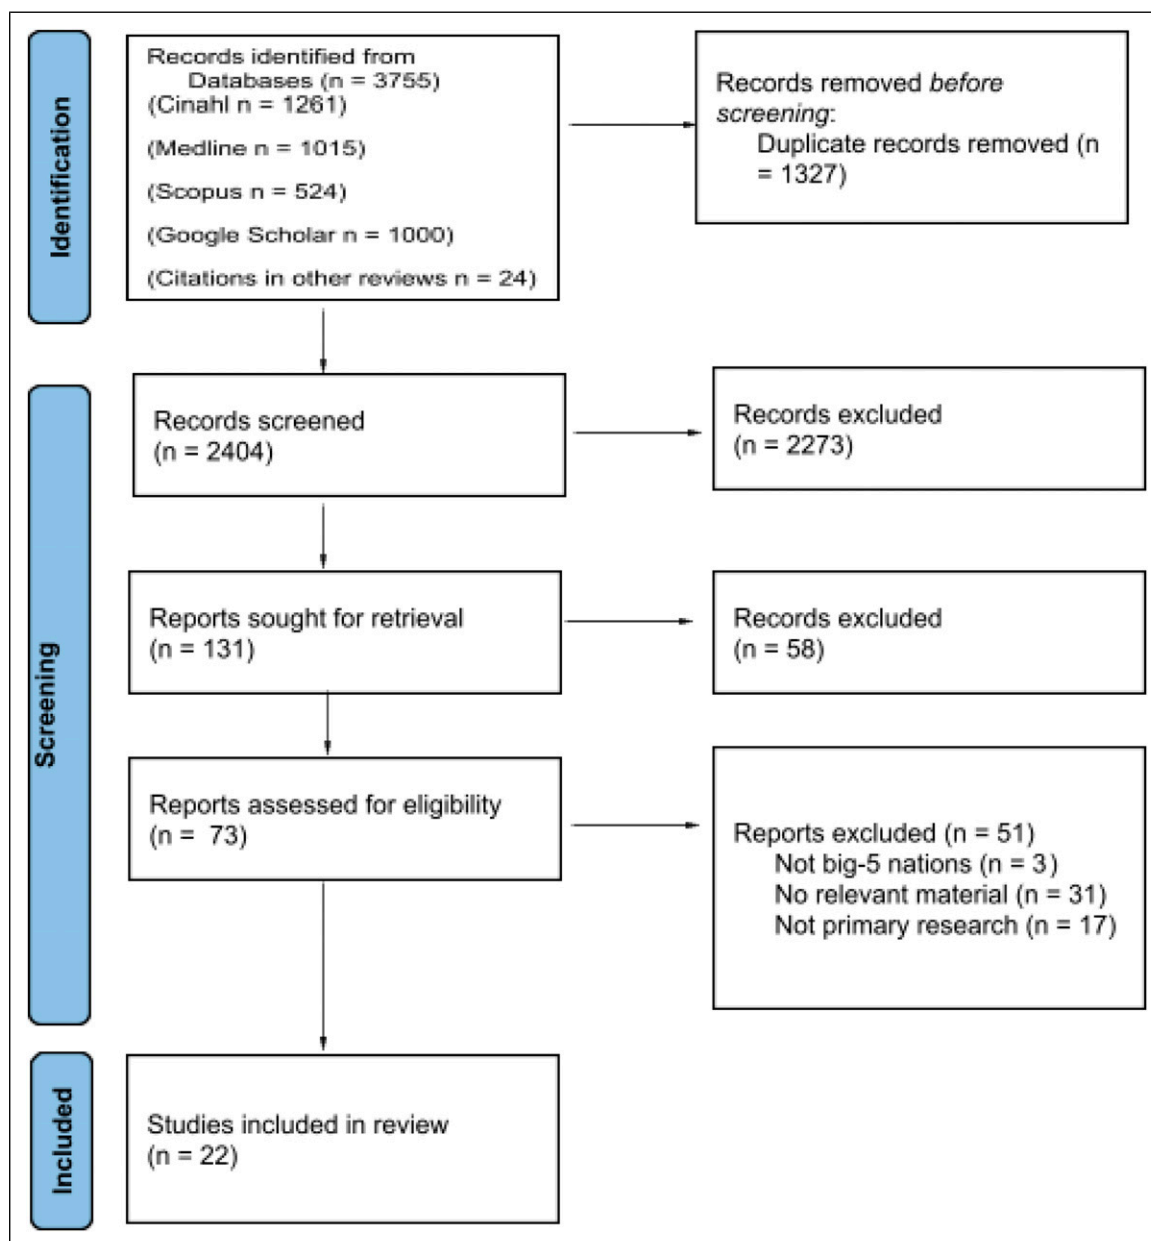 Identification
Records identified from
Databases (n = 3755)
(Cinahl n = 1261)
(Medline n = 1015)
(Scopus n = 524)
(Google Scholar n = 1000)
(Citations in other reviews n = 24)
Records removed before
screening:
Duplicate records removed (n
= 1327)
Screening
Records screened
(n = 2404)
Records excluded
(n = 2273)
Reports sought for retrieval
(n = 131)
Records excluded
(n = 58)
Reports assessed for eligibility
(n = 73)
Reports excluded (n = 51)
Not big-5 nations (n = 3)
No relevant material (n = 31)
Not primary research (n = 17)
Included
Studies included in review
(n = 22)